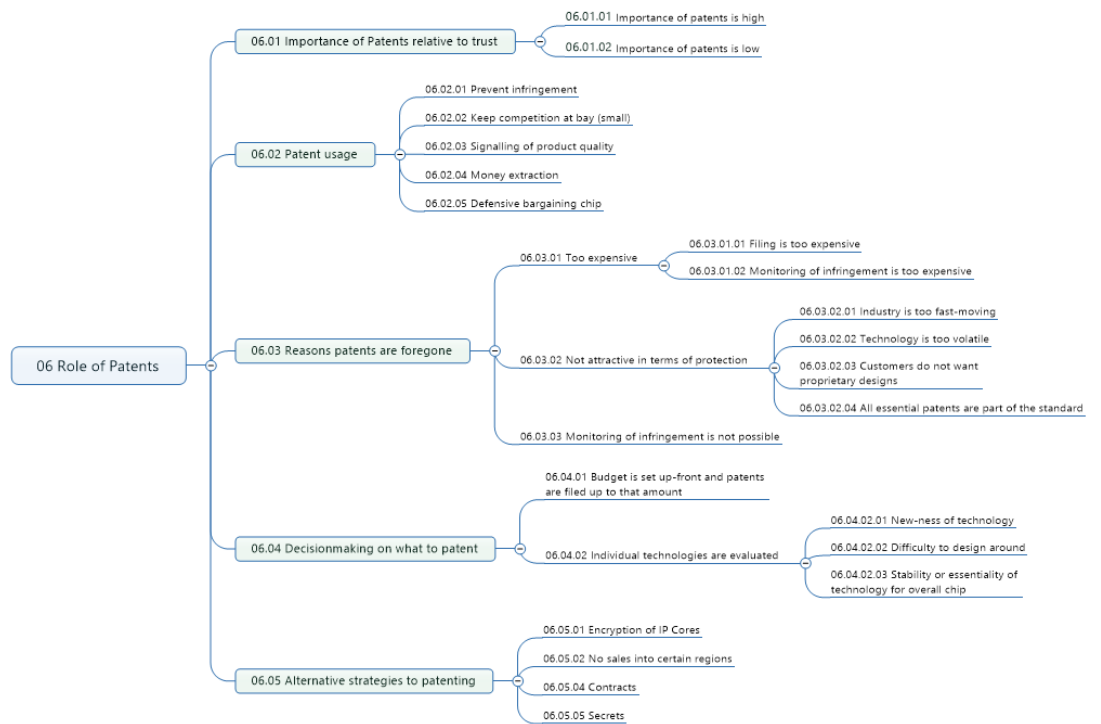 06 Role of Patents
06.01 Importance of Patents relative to trust
06.01.01 Importance of patents is high
06.01.02 Importance of patents is low
06.02 Patent usage
06.02.01 Prevent infringement
06.02.02 Keep competition at bay (small)
06.02.03 Signalling of product quality
06.02.04 Money extraction
06.02.05 Defensive bargaining chip
06.03 Reasons patents are foregone
06.03.01 Too expensive
06.03.01.01 Filing is too expensive
06.03.01.02 Monitoring of infringement is too expensive
06.03.02 Not attractive in terms of protection
06.03.02.01 Industry is too fast-moving
06.03.02.02 Technology is too volatile
06.03.02.03 Customers do not want
proprietary designs
06.03.02.04 All essential patents are part of the standard
06.03.03 Monitoring of infringement is not possible
06.04 Decisionmaking on what to patent
06.04.01 Budget is set up-front and patents
are filed up to that amount
06.04.02 Individual technologies are evaluated
06.04.02.01 New-ness of technology
06.04.02.02 Difficulty to design around
06.04.02.03 Stability or essentiality of
technology for overall chip
06.05 Alternative strategies to patenting
06.05.01 Encryption of IP Cores
06.05.02 No sales into certain regions
06.05.04 Contracts
06.05.05 Secrets